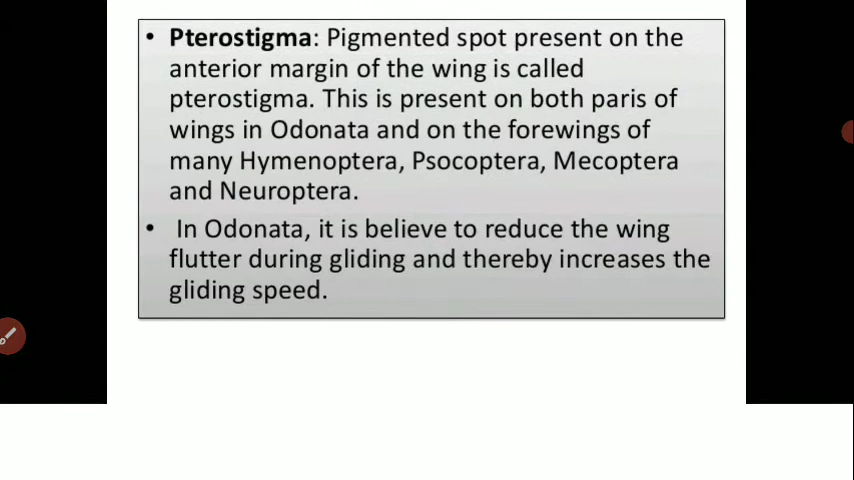 • Pterostigma: Pigmented spot present on the
anterior margin of the wing is called
pterostigma. This is present on both paris of
wings in Odonata and on the forewings of
many Hymenoptera, Psocoptera, Mecoptera
and Neuroptera.
• In Odonata, it is believe to reduce the wing
flutter during gliding and thereby increases the
gliding speed.